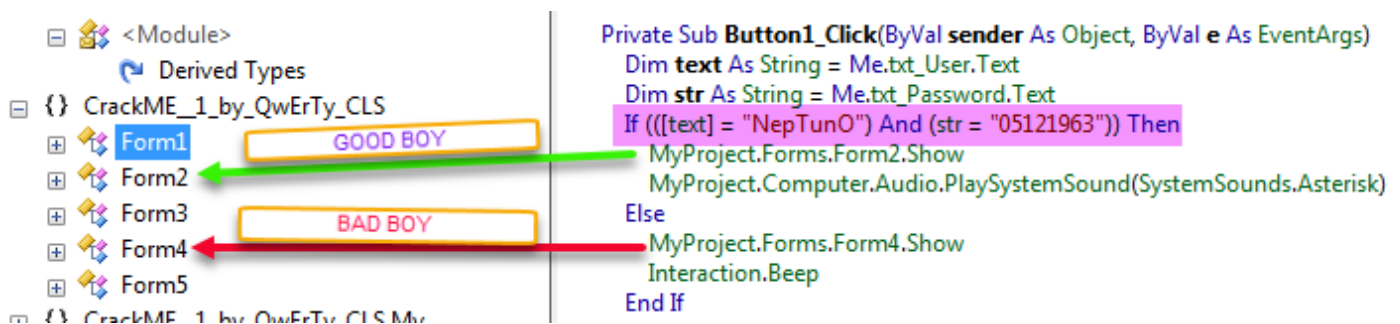 <Module>
Derived Types
{} CrackME__1_by_QwErTy_CLS
Form1
Form2
Form3
Form4
Form5
{} CrackME__1_by_QwErTy_CLS.My
GOOD BOY
BAD BOY
Private Sub Button1_Click(ByVal sender As Object, ByVal e As EventArgs)
Dim text As String = Me.txt_User.Text
Dim str As String = Me.txt_Password.Text
If (([text] = "NepTunO") And (str = "05121963")) Then
MyProject.Forms.Form2.Show
MyProject.Computer.Audio.PlaySystemSound(SystemSounds.Asterisk)
Else
MyProject.Forms.Form4.Show
Interaction.Beep
End If